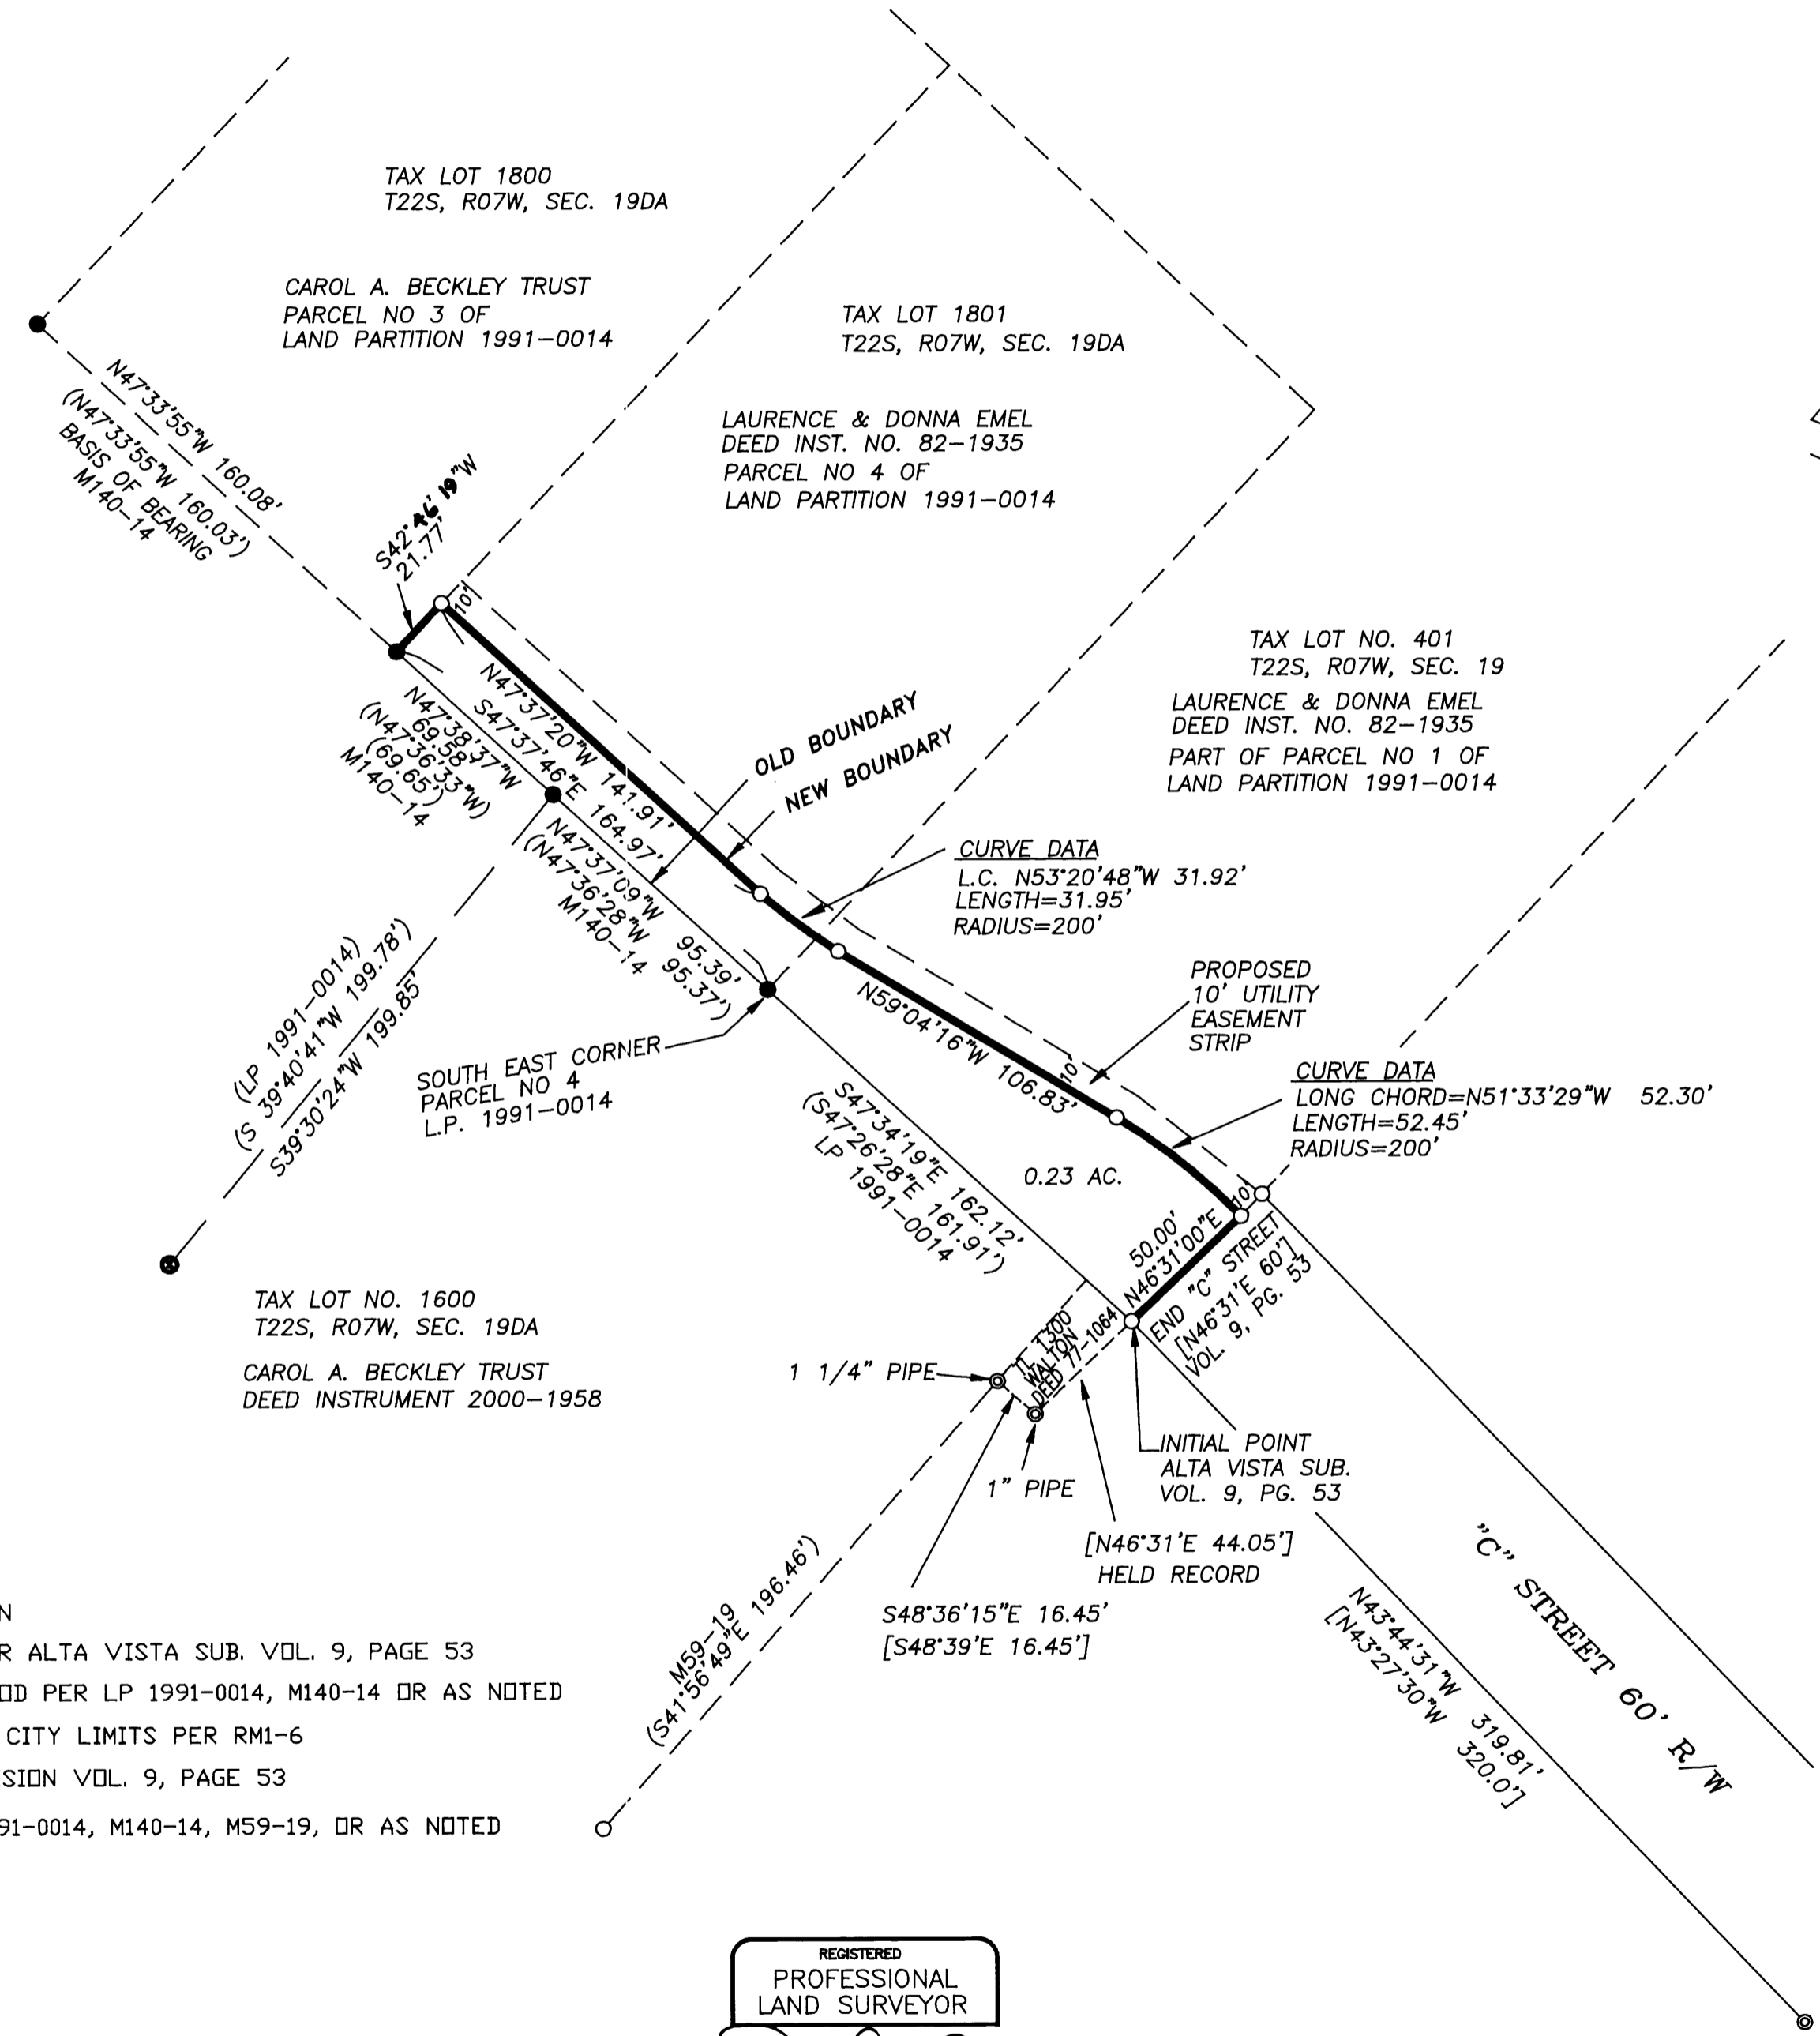 TAX LOT 1800
T22S, R07W, SEC. 19DA
CAROL A. BECKLEY TRUST
PARCEL NO 3 OF
LAND PARTITION 1991-0014
TAX LOT 1801
T22S, R07W, SEC. 19DA
LAURENCE & DONNA EMEL
DEED INST. NO. 82-1935
PARCEL NO 4 OF
LAND PARTITION 1991-0014
N47°33'55"W 160.08'
(N47°33'55"W 160.03')
BASIS OF BEARING
M140-14
S42°46'19"W
21.77'
10'
TAX LOT NO. 401
T22S, R07W, SEC. 19
LAURENCE & DONNA EMEL
DEED INST. NO. 82-1935
PART OF PARCEL NO 1 OF
LAND PARTITION 1991-0014
N47°37'20"W 141.91'
S47°37'46"E 164.97'
N47°38'37"W
69.58'
(N47°36'33"W)
(69.65')
M140-14
OLD BOUNDARY
NEW BOUNDARY
N47°37'09"W 95.39'
(N47°36'28"W 95.37')
M140-14
CURVE DATA
L.C. N53°20'48"W 31.92'
LENGTH=31.95'
RADIUS=200'
(LP 1991-0014)
(S 39°40'41"W 199.78')
S39°30'24"W 199.85'
SOUTH EAST CORNER
PARCEL NO 4
L.P. 1991-0014
N59°04'16"W 106.83'
10'
PROPOSED
10' UTILITY
EASEMENT
STRIP
CURVE DATA
LONG CHORD=N51°33'29"W 52.30'
LENGTH=52.45'
RADIUS=200'
S47°34'19"E 162.12'
(S47°26'28"E 161.91')
LP 1991-0014
0.23 AC.
10'
50.00'
N46°31'00"E
END "C" STREET
[N46°31'E 60']
VOL. 9, PG. 53
TAX LOT NO. 1600
T22S, R07W, SEC. 19DA
CAROL A. BECKLEY TRUST
DEED INSTRUMENT 2000-1958
TL 1300
WALTON
DEED 77-1064
1 1/4" PIPE
1" PIPE
INITIAL POINT
ALTA VISTA SUB.
VOL. 9, PG. 53
[N46°31'E 44.05']
HELD RECORD
S48°36'15"E 16.45'
[S48°39'E 16.45']
M59-19
(S41°56'49"E 196.46')
"C" STREET 60' R/W
N43°44'31"W 319.81'
[N43°27'30"W 320.0']
N
R ALTA VISTA SUB. VOL. 9, PAGE 53
OD PER LP 1991-0014, M140-14 OR AS NOTED
CITY LIMITS PER RM1-6
SION VOL. 9, PAGE 53
91-0014, M140-14, M59-19, OR AS NOTED
REGISTERED
PROFESSIONAL
LAND SURVEYOR